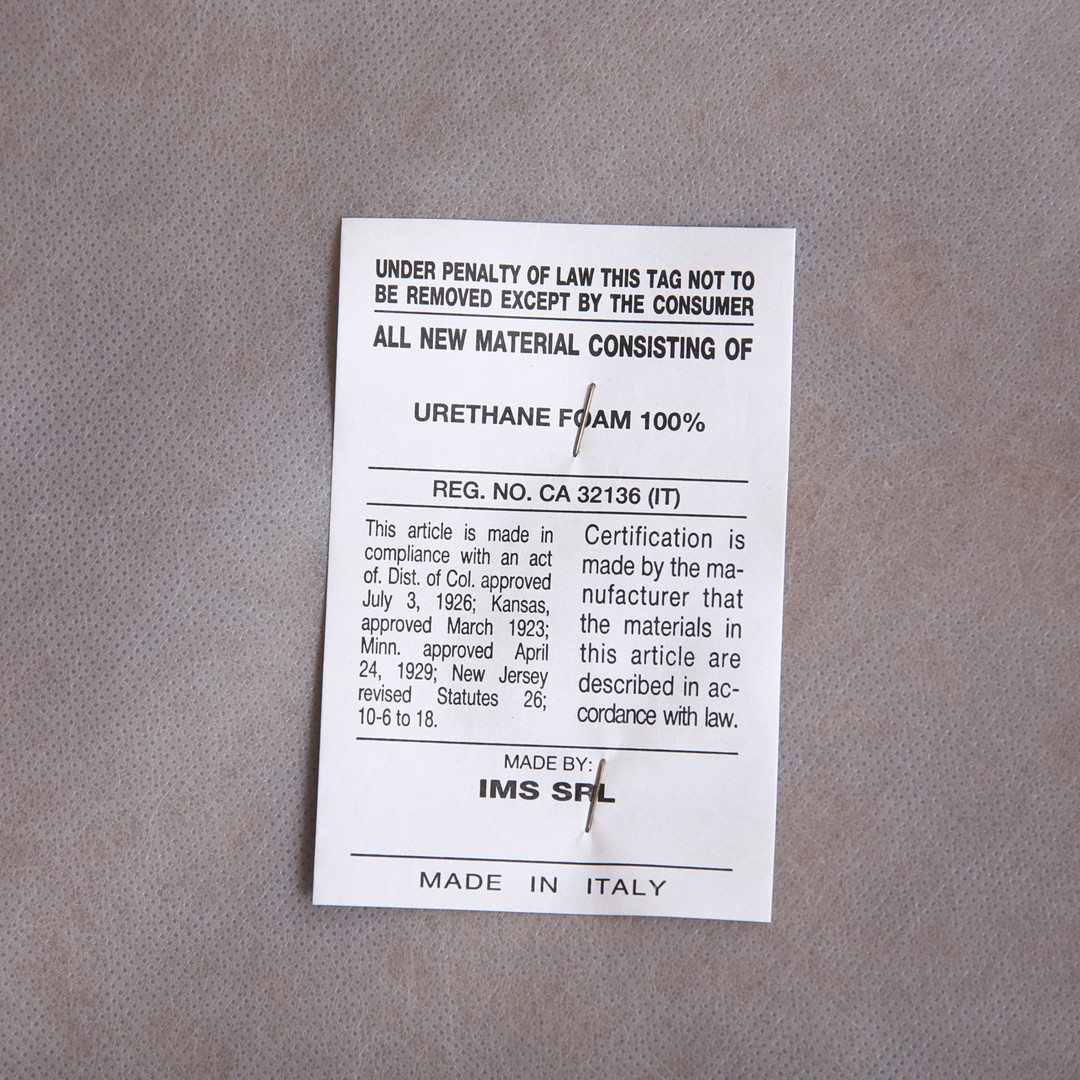 UNDER PENALTY OF LAW THIS TAG NOT TO
BE REMOVED EXCEPT BY THE CONSUMER
ALL NEW MATERIAL CONSISTING OF
URETHANE FOAM 100%
REG. NO. CA 32136 (IT)
This article is made in
compliance with an act
of. Dist. of Col. approved
July 3, 1926; Kansas,
approved March 1923;
Minn. approved April
24, 1929; New Jersey
revised Statutes 26;
10-6 to 18.
Certification is
made by the ma-
nufacturer that
the materials in
this article are
described in ac-
cordance with law.
MADE BY:
IMS SRL
MADE IN ITALY